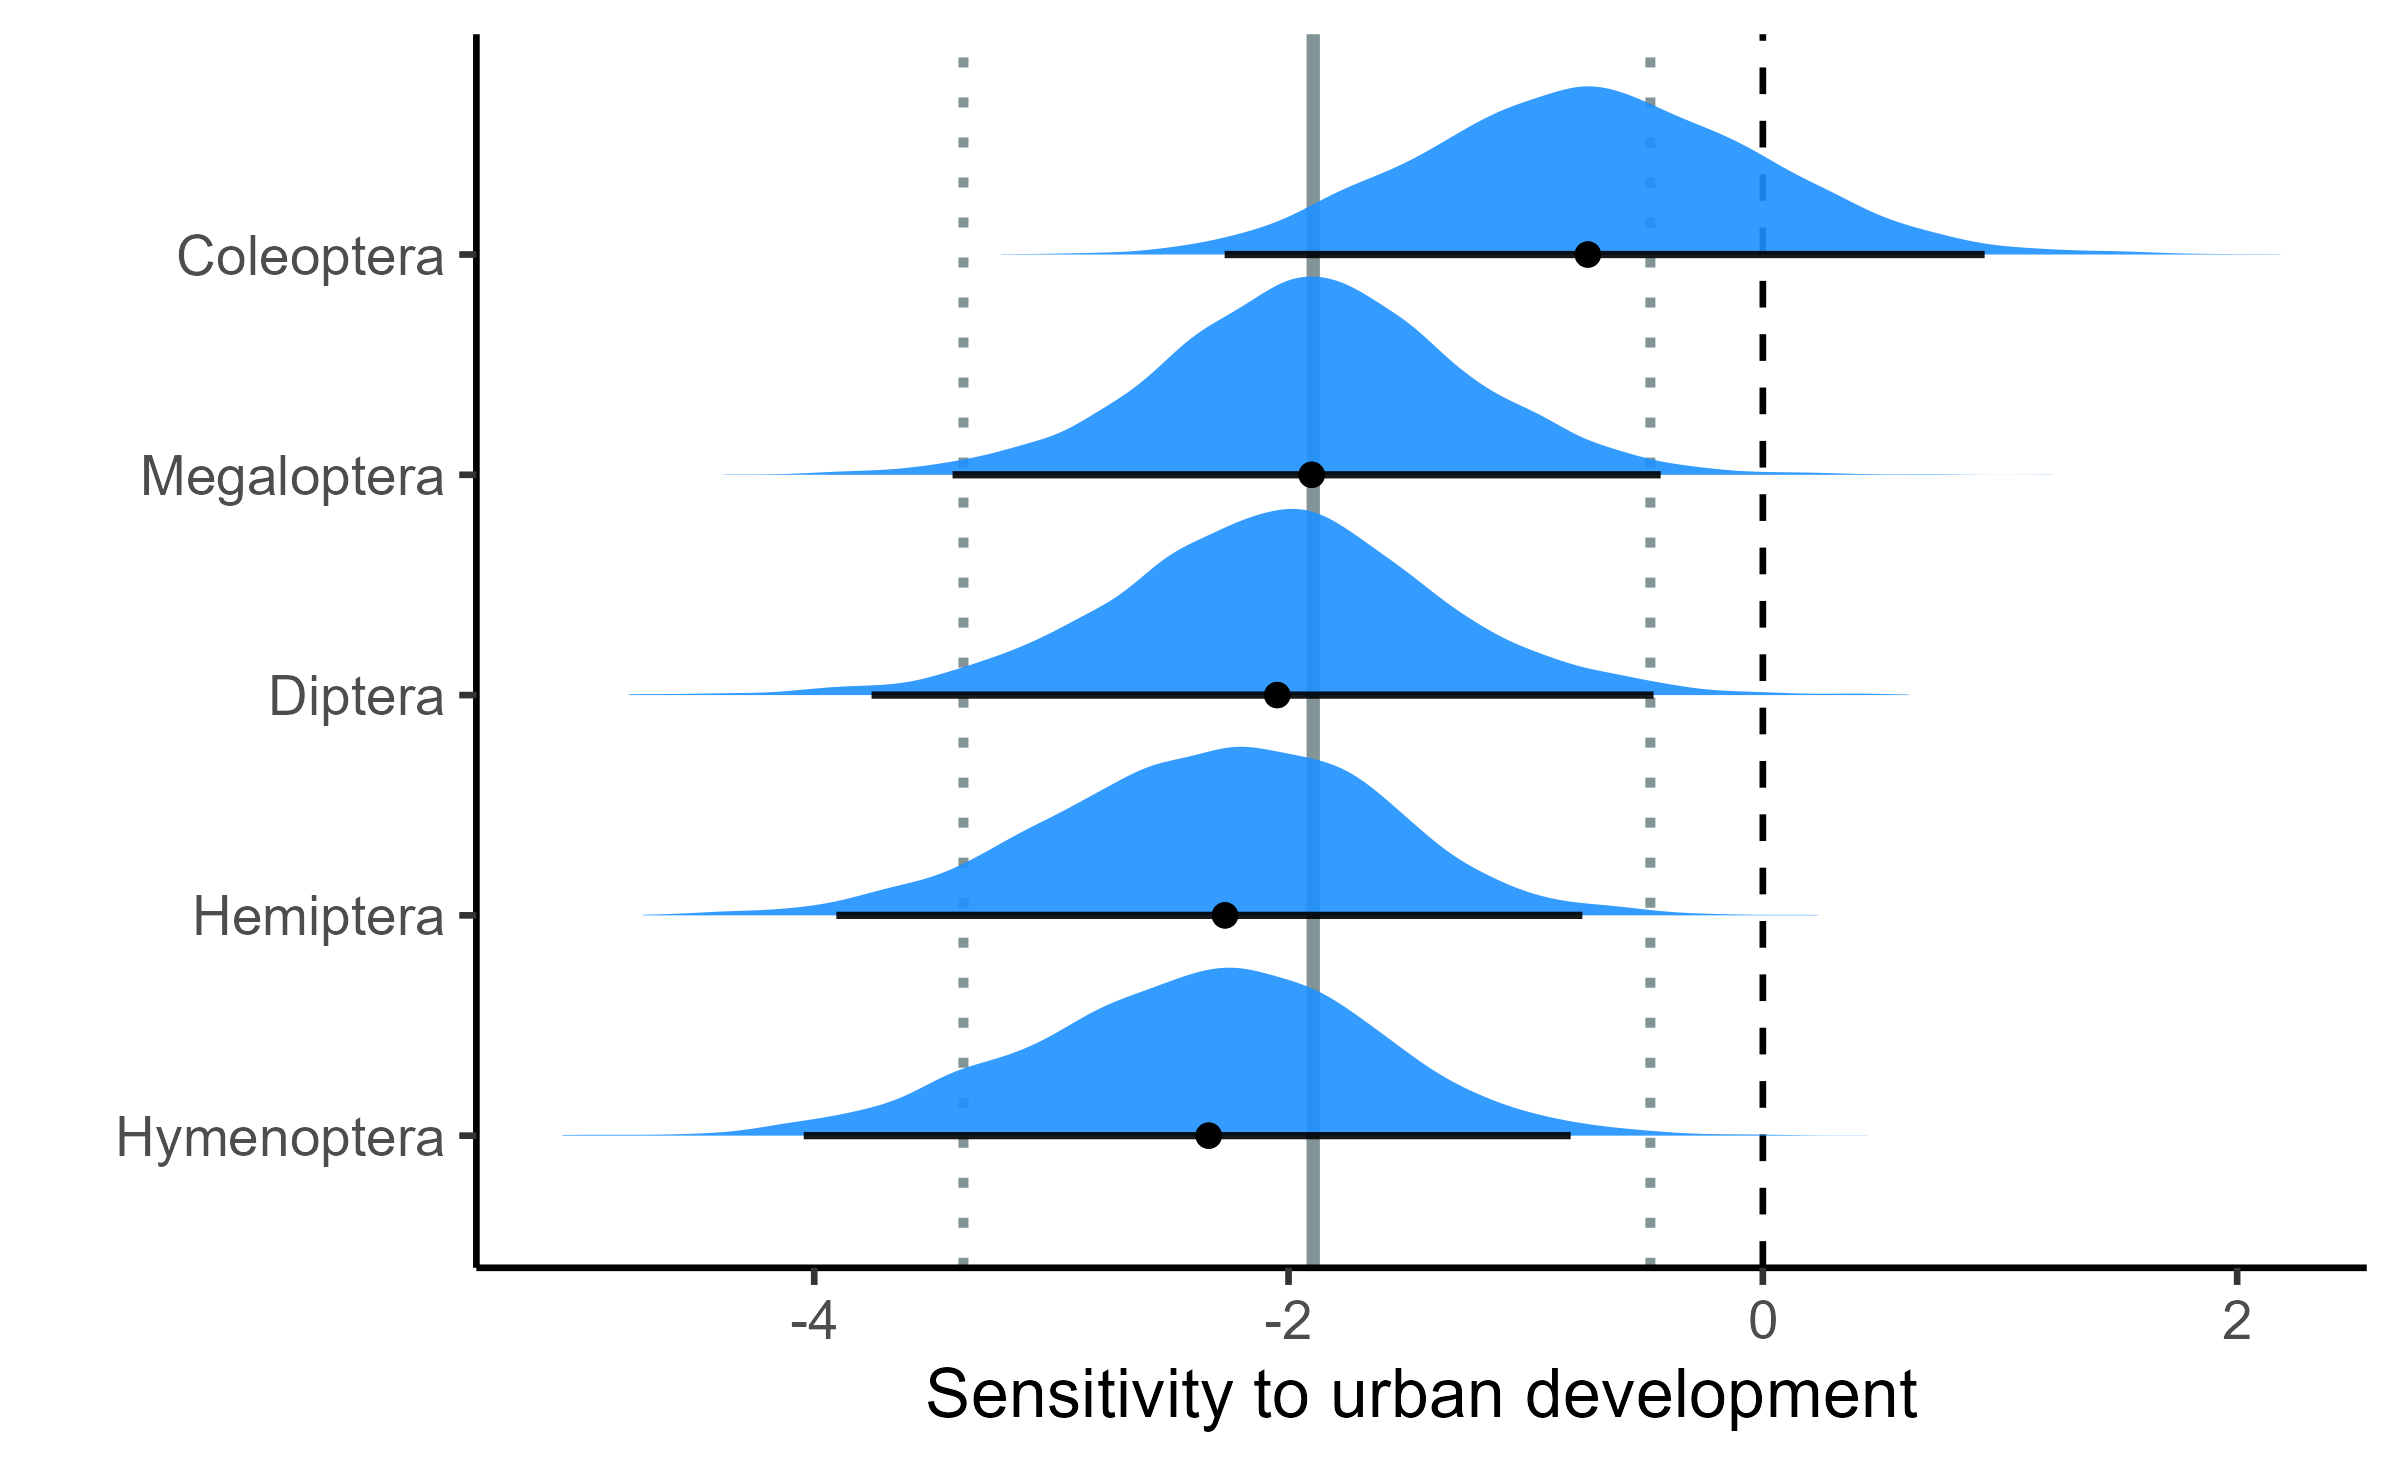 Coleoptera
Megaloptera
Diptera
Hemiptera
Hymenoptera
-4 -2 0 2
Sensitivity to urban development